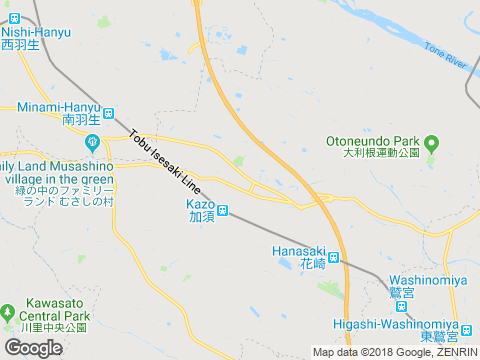 Nishi-Hanyu
西羽生
Tone River
Minami-Hanyu
南羽生
Otoneundo Park
大利根運動公園
Tobu Isesaki Line
ily Land Musashino
village in the green
緑の中のファミリー
ランド むさしの村
Kazo
加須
Hanasaki
花崎
Washinomiya
鷲宮
Kawasato
Central Park
川里中央公園
Higashi-Washinomiya
東鷲宮
Google
Map data ©2018 Google, ZENRIN